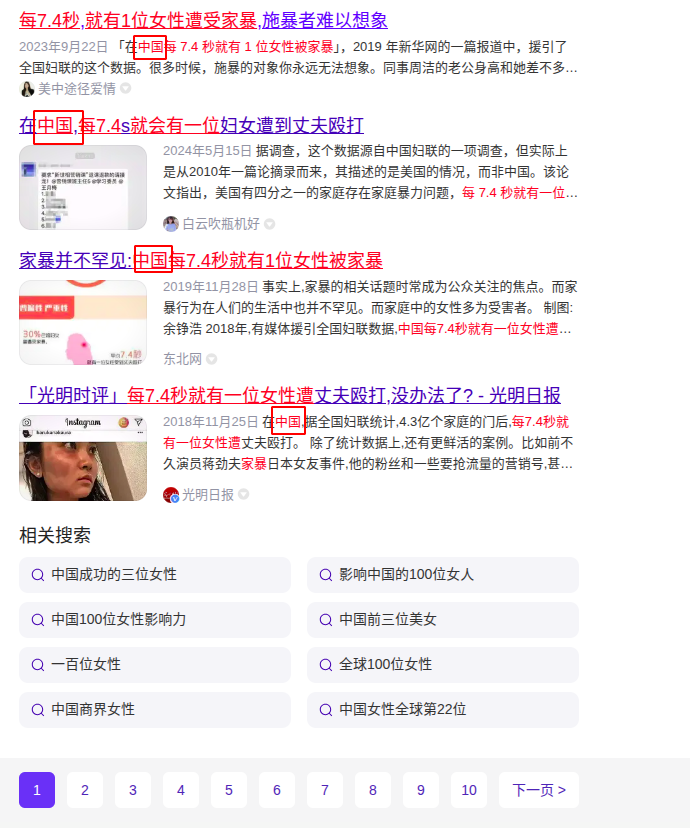 每7.4秒,就有1位女性遭受家暴,施暴者难以想象
2023年9月22日 「在中国每 7.4 秒就有 1 位女性被家暴」，2019 年新华网的一篇报道中，援引了
全国妇联的这个数据。很多时候，施暴的对象你永远无法想象。同事周洁的老公身高和她差不多…
美中途径爱情
在中国,每7.4s就会有一位妇女遭到丈夫殴打
2024年5月15日 据调查，这个数据源自中国妇联的一项调查，但实际上
是从2010年一篇论摘录而来，其描述的是美国的情况，而非中国。该论
文指出，美国有四分之一的家庭存在家庭暴力问题，每 7.4 秒就有一位…
白云吹瓶机好
家暴并不罕见:中国每7.4秒就有1位女性被家暴
2019年11月28日 事实上,家暴的相关话题时常成为公众关注的焦点。而家
暴行为在人们的生活中也并不罕见。而家庭中的女性多为受害者。 制图:
余铮浩 2018年,有媒体援引全国妇联数据,中国每7.4秒就有一位女性遭…
30%
7.4秒
东北网
「光明时评」每7.4秒就有一位女性遭丈夫殴打,没办法了? - 光明日报
Instagram
2018年11月25日 在中国,据全国妇联统计,4.3亿个家庭的门后,每7.4秒就
有一位女性遭丈夫殴打。 除了统计数据上,还有更鲜活的案例。比如前不
久演员蒋劲夫家暴日本女友事件,他的粉丝和一些要抢流量的营销号,甚…
光明日报
相关搜索
中国成功的三位女性
影响中国的100位女人
中国100位女性影响力
中国前三位美女
一百位女性
全球100位女性
中国商界女性
中国女性全球第22位
1 2 3 4 5 6 7 8 9 10 下一页 >